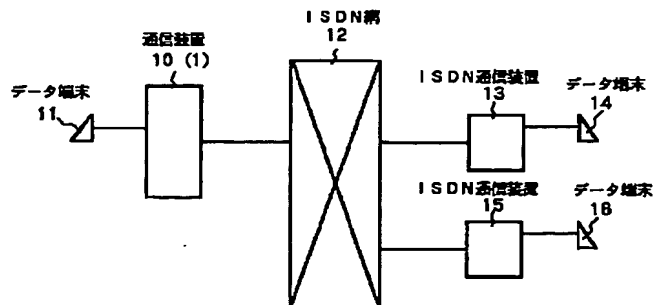 ISDN網
12
通信装置
10 (1)
データ端末
11
ISDN通信装置
13
データ端末
14
ISDN通信装置
15
データ端末
16